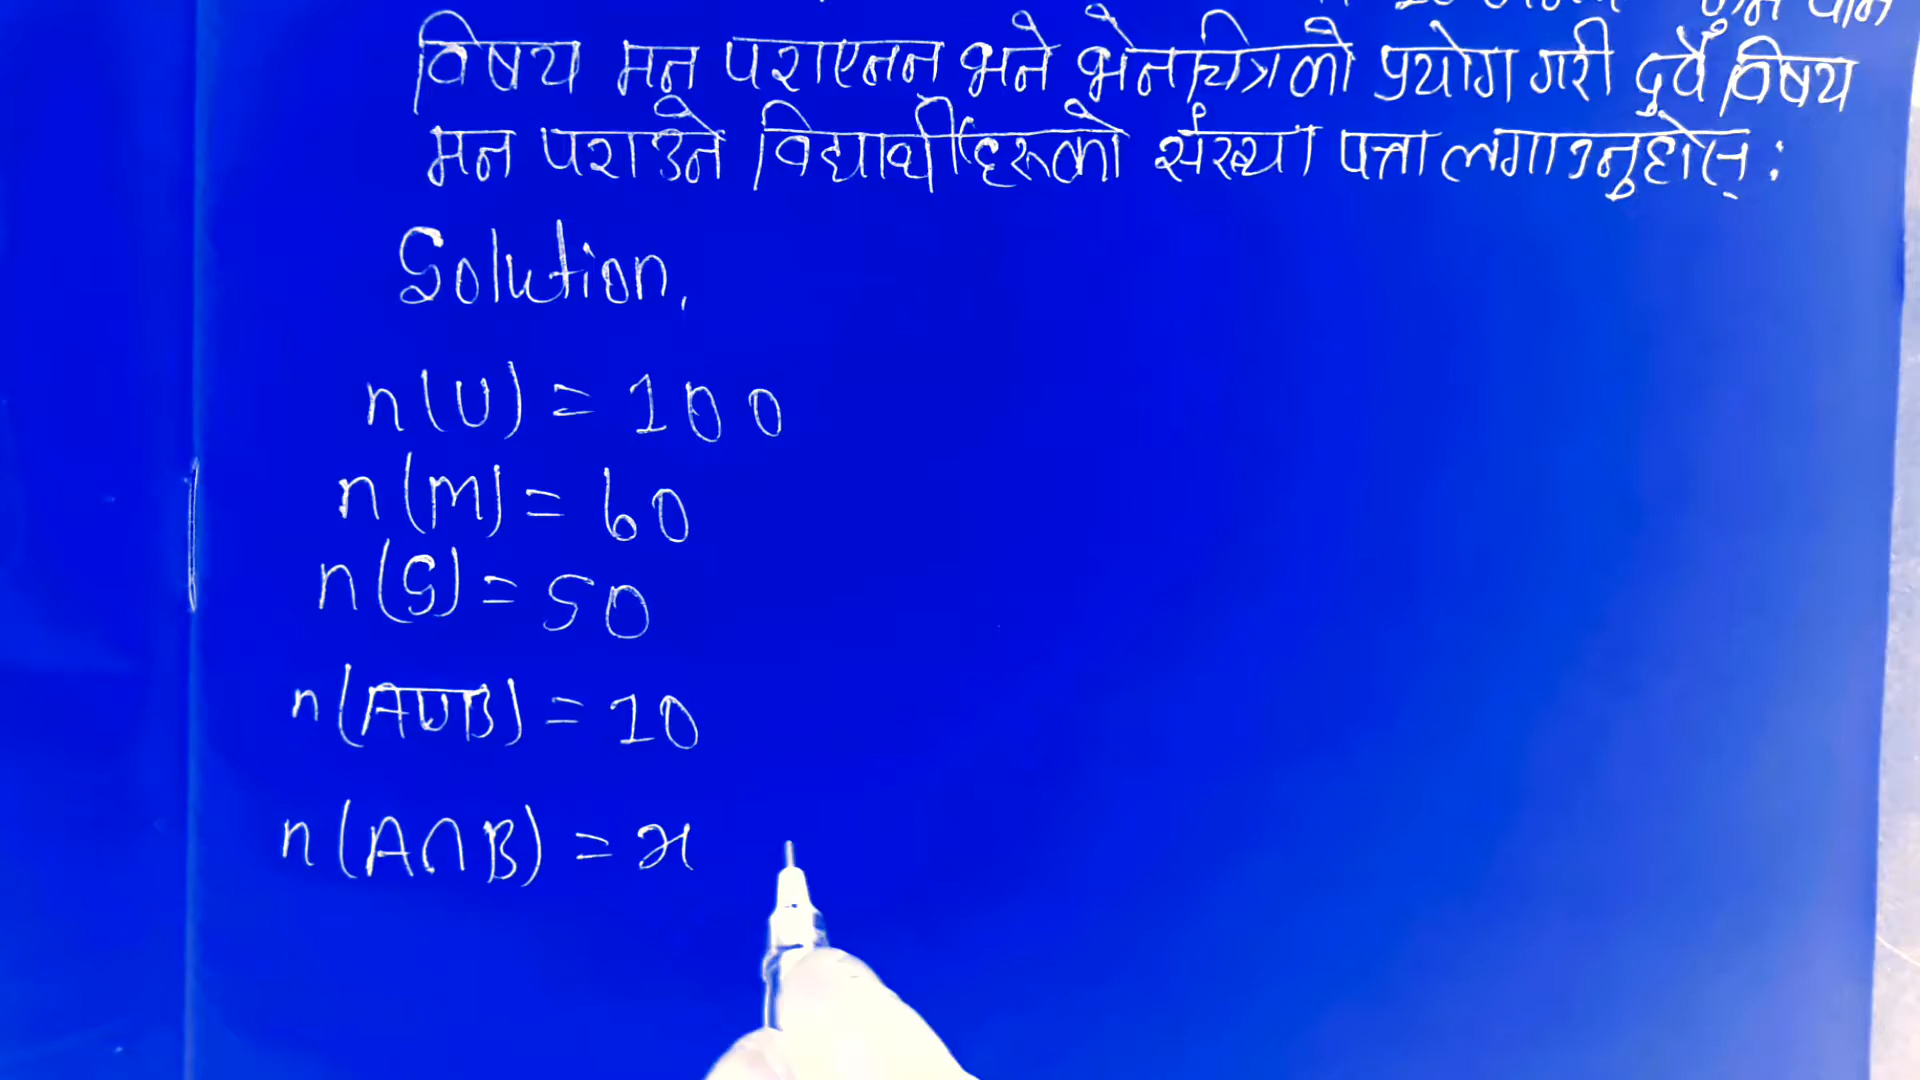 विषय मन पराएनन् भने भेनचित्रको प्रयोग गरी दुवै विषय
मन पराउने विद्यार्थीहरूको संख्या पत्ता लगाउनुहोस् :
Solution,
n(U) = 100
n(M) = 60
n(S) = 50
n(A̅U̅B̅) = 10
n(A∩B) = x